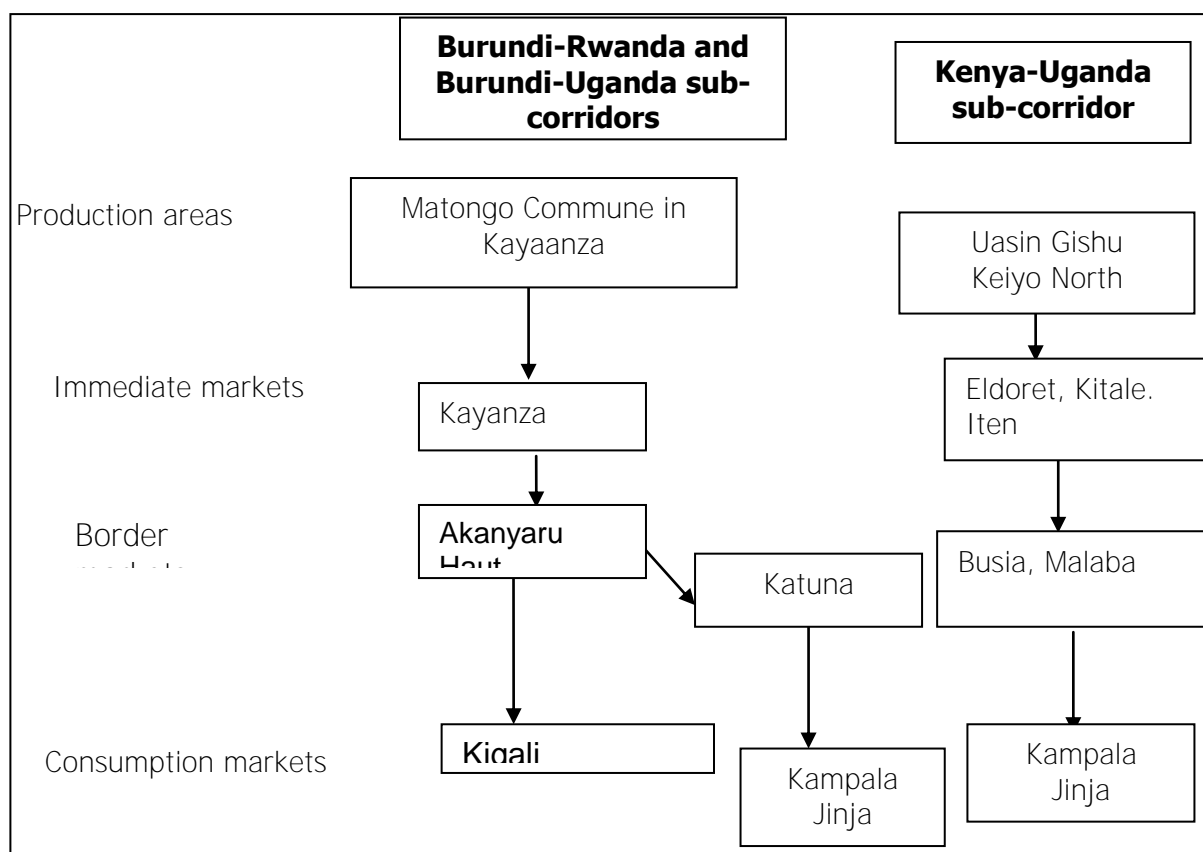 Burundi-Rwanda and
Burundi-Uganda sub-
corridors
Kenya-Uganda
sub-corridor
Production areas
Matongo Commune in
Kayaanza
Uasin Gishu
Keiyo North
Immediate markets
Kayanza
Eldoret, Kitale.
Iten
Border
markets
Akanyaru
Haut
Katuna
Busia, Malaba
Consumption markets
Kigali
Kampala
Jinja
Kampala
Jinja